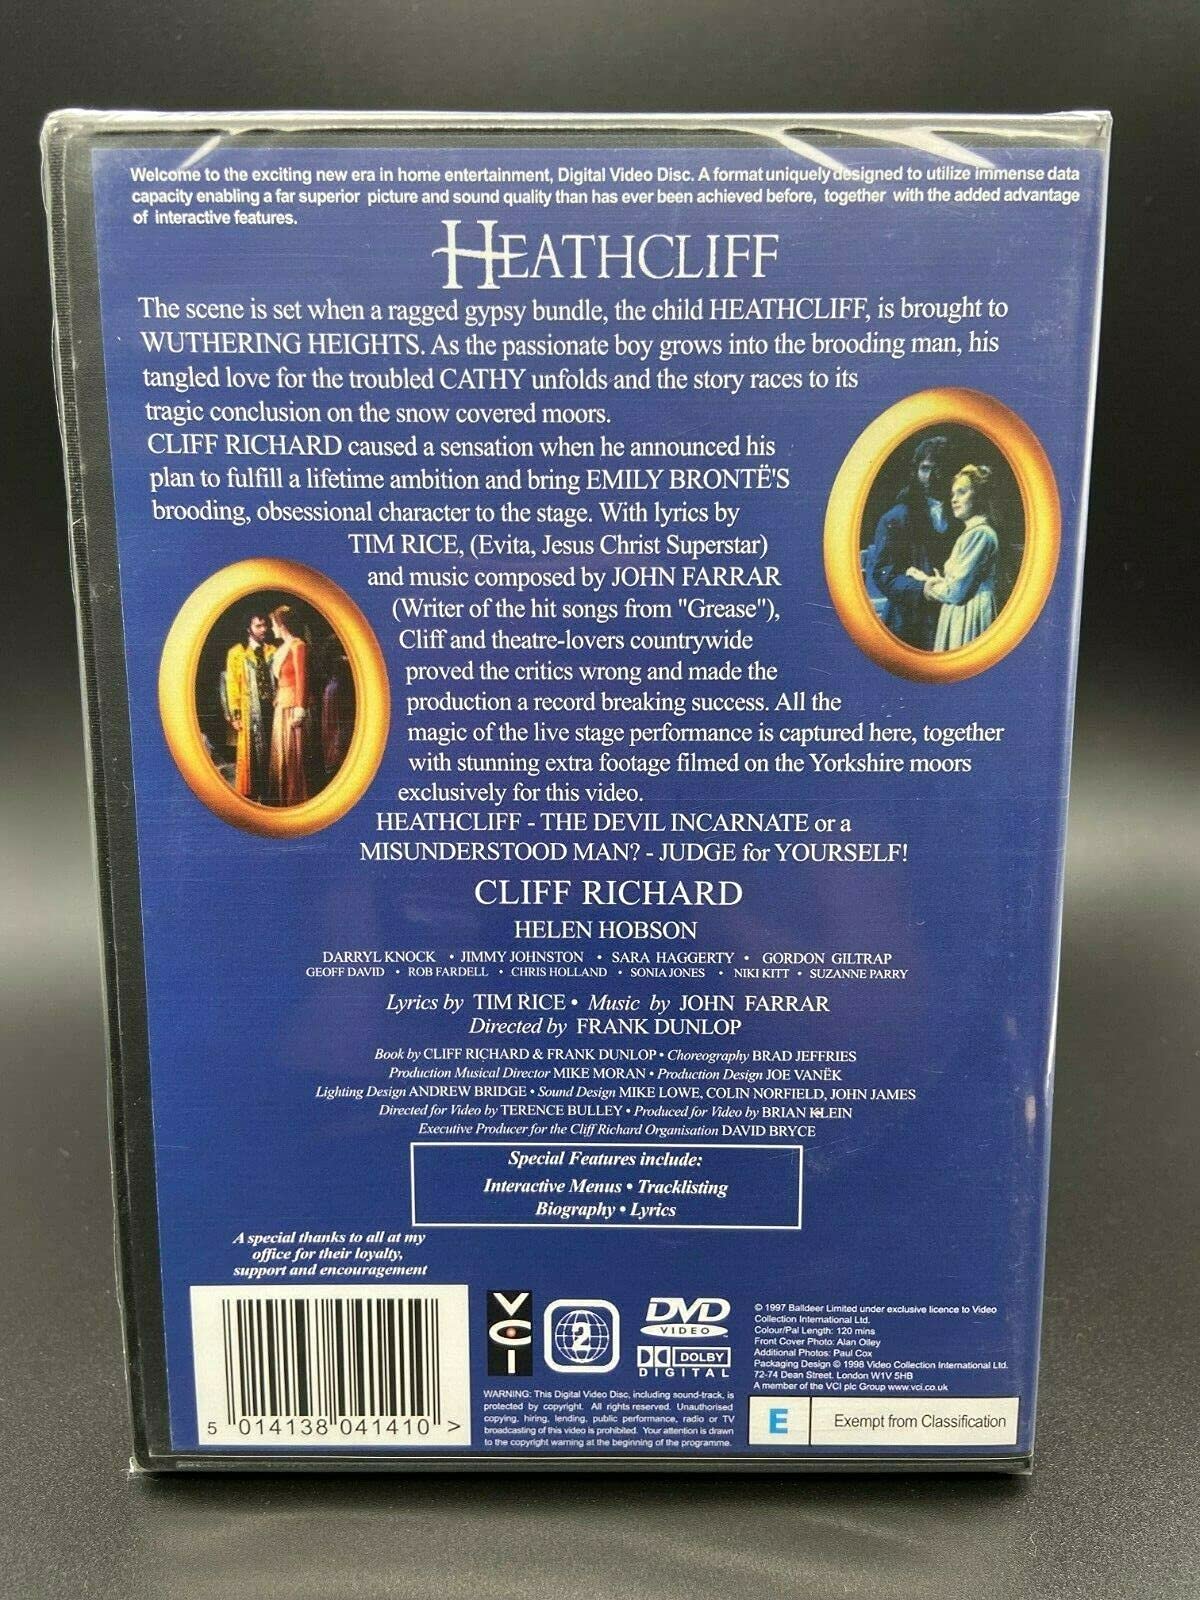 Welcome to the exciting new era in home entertainment, Digital Video Disc. A format uniquely designed to utilize immense data
capacity enabling a far superior picture and sound quality than has ever been achieved before, together with the added advantage
of interactive features.
HEATHCLIFF
The scene is set when a ragged gypsy bundle, the child HEATHCLIFF, is brought to
WUTHERING HEIGHTS. As the passionate boy grows into the brooding man, his
tangled love for the troubled CATHY unfolds and the story races to its
tragic conclusion on the snow covered moors.
CLIFF RICHARD caused a sensation when he announced his
plan to fulfill a lifetime ambition and bring EMILY BRONTË'S
brooding, obsessional character to the stage. With lyrics by
TIM RICE, (Evita, Jesus Christ Superstar)
and music composed by JOHN FARRAR
(Writer of the hit songs from "Grease"),
Cliff and theatre-lovers countrywide
proved the critics wrong and made the
production a record breaking success. All the
magic of the live stage performance is captured here, together
with stunning extra footage filmed on the Yorkshire moors
exclusively for this video.
HEATHCLIFF - THE DEVIL INCARNATE or a
MISUNDERSTOOD MAN? - JUDGE for YOURSELF!
CLIFF RICHARD
HELEN HOBSON
DARRYL KNOCK • JIMMY JOHNSTON • SARA HAGGERTY • GORDON GILTRAP
GEOFF DAVID • ROB FARDELL • CHRIS HOLLAND • SONIA JONES • NIKI KITT • SUZANNE PARRY
Lyrics by TIM RICE • Music by JOHN FARRAR
Directed by FRANK DUNLOP
Book by CLIFF RICHARD & FRANK DUNLOP • Choreography BRAD JEFFRIES
Production Musical Director MIKE MORAN • Production Design JOE VANĔK
Lighting Design ANDREW BRIDGE • Sound Design MIKE LOWE, COLIN NORFIELD, JOHN JAMES
Directed for Video by TERENCE BULLEY • Produced for Video by BRIAN KLEIN
Executive Producer for the Cliff Richard Organisation DAVID BRYCE
Special Features include:
Interactive Menus • Tracklisting
Biography • Lyrics
A special thanks to all at my
office for their loyalty,
support and encouragement
5 014138 041410 >
VCI
2
DVD
VIDEO
DOLBY
DIGITAL
WARNING: This Digital Video Disc, including sound-track, is
protected by copyright. All rights reserved. Unauthorised
copying, hiring, lending, public performance, radio or TV
broadcasting of this video is prohibited. Your attention is drawn
to the copyright warning at the beginning of the programme.
© 1997 Balldeer Limited under exclusive licence to Video
Collection International Ltd.
Colour/Pal Length: 120 mins
Front Cover Photo: Alan Olley
Additional Photos: Paul Cox
Packaging Design © 1998 Video Collection International Ltd.
72-74 Dean Street. London W1V 5HB
A member of the VCI plc Group www.vci.co.uk
E Exempt from Classification